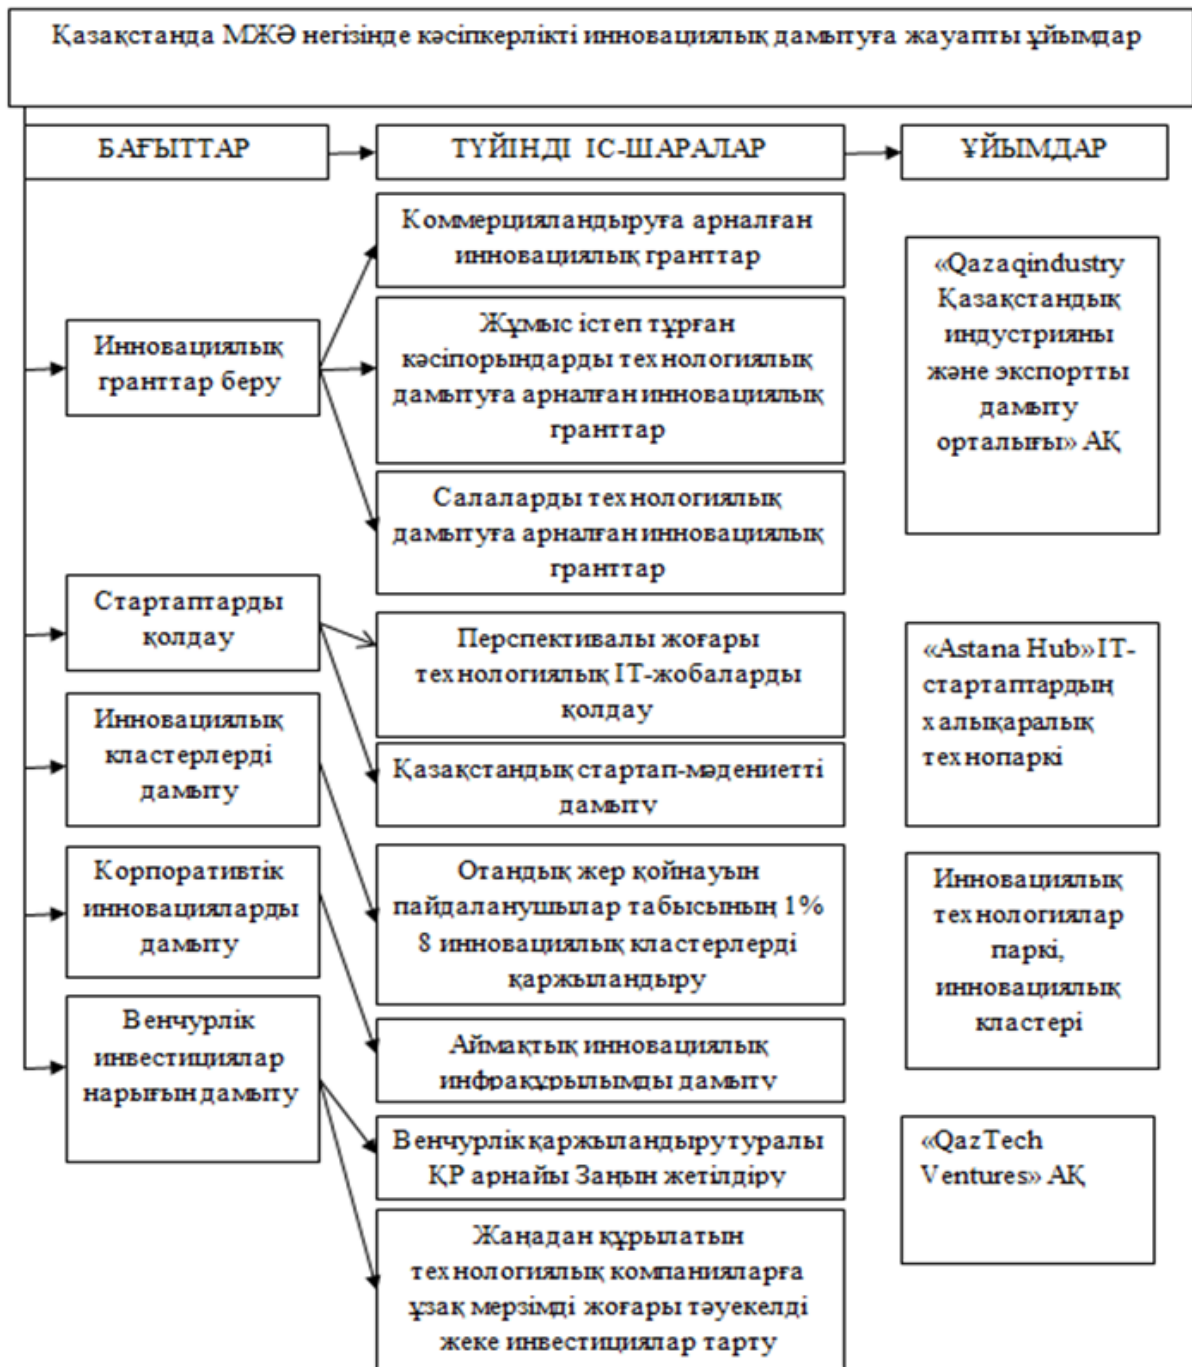 Қазақстанда МЖӘ негізінде кәсіпкерлікті инновациялық дамытуға жауапты ұйымдар
БАҒЫТТАР
ТҮЙІНДІ ІС-ШАРАЛАР
ҰЙЫМДАР
Инновациялық
гранттар беру
Стартаптарды
қолдау
Инновациялық
кластерлерді
дамыту
Корпоративтік
инновацияларды
дамыту
Венчурлік
инвестициялар
нарығын дамыту
Коммерцияландыруға арналған
инновациялық гранттар
Жұмыс істеп тұрған
кәсіпорындарды технологиялық
дамытуға арналған инновациялық
гранттар
Салаларды технологиялық
дамытуға арналған инновациялық
гранттар
Перспективалы жоғары
технологиялық IT-жобаларды
қолдау
Қазақстандық стартап-мәдениетті
дамыту
Отандық жер қойнауын
пайдаланушылар табысының 1%
8 инновациялық кластерлерді
қаржыландыру
Аймақтық инновациялық
инфрақұрылымды дамыту
Венчурлік қаржыландыру туралы
ҚР арнайы Заңын жетілдіру
Жаңадан құрылатын
технологиялық компанияларға
ұзақ мерзімді жоғары тәуекелді
жеке инвестициялар тарту
«Qazaqindustry
Қазақстандық
индустрияны
және экспортты
дамыту
орталығы» АҚ
«Astana Hub» IT-
стартаптардың
халықаралық
технопаркі
Инновациялық
технологиялар
паркі,
инновациялық
кластері
«QazTech
Ventures» АҚ